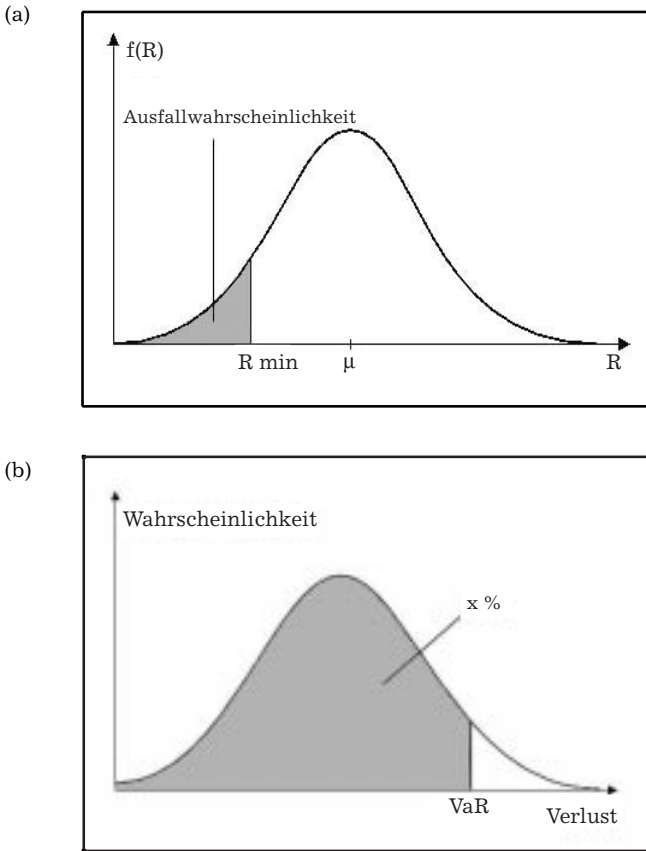 (a)
f(R)
Ausfallwahrscheinlichkeit
R min μ R
(b)
Wahrscheinlichkeit
x %
VaR Verlust